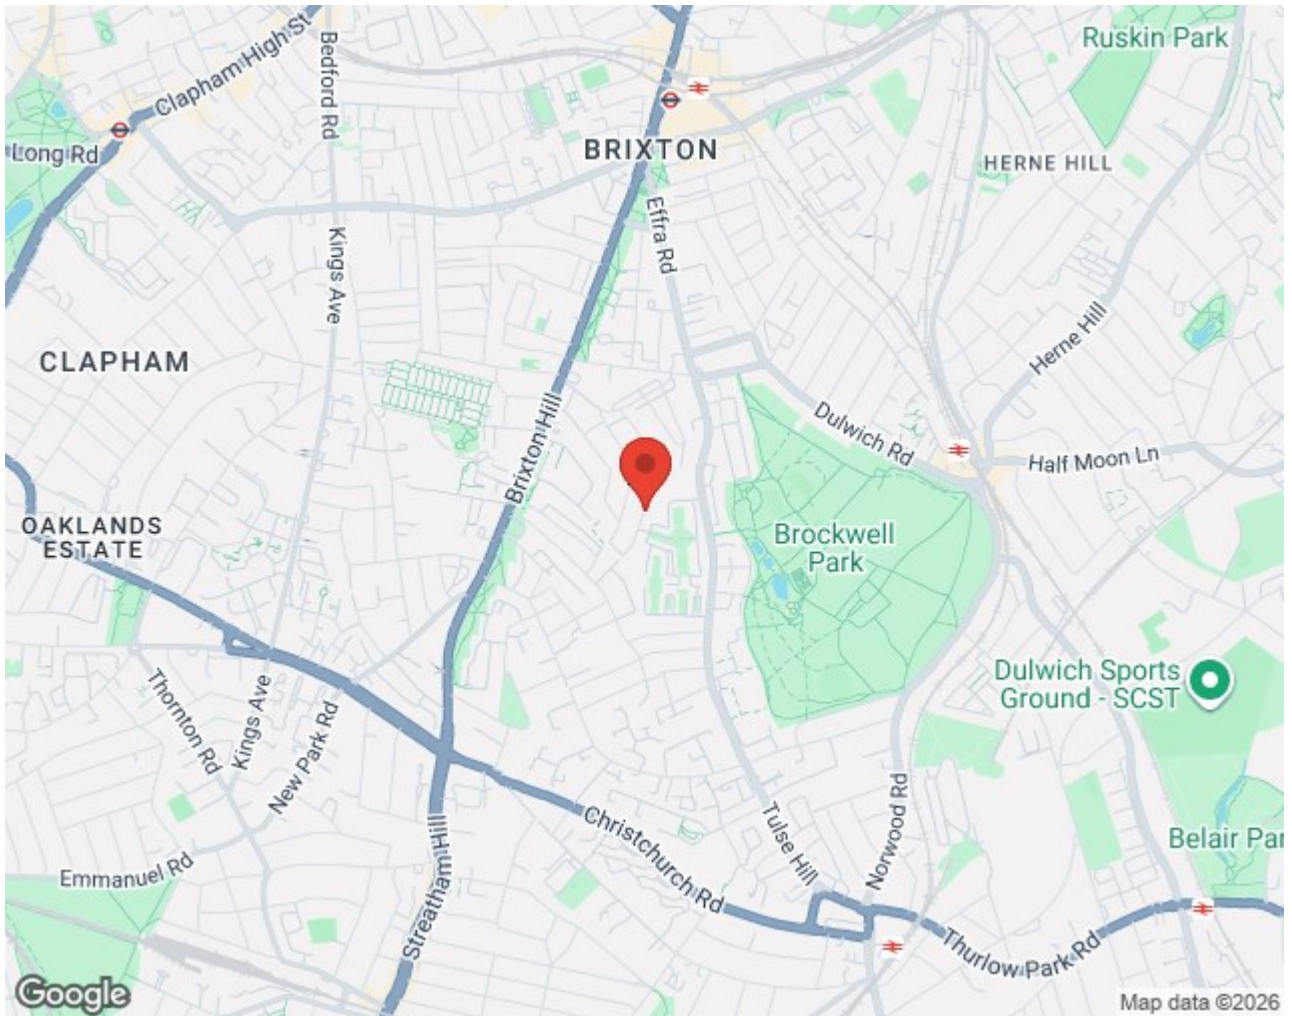 Ruskin Park
Clapham High St
Bedford Rd
Long Rd
BRIXTON
HERNE HILL
Effra Rd
Kings Ave
Herne Hill
CLAPHAM
Dulwich Rd
Brixton Hill
Half Moon Ln
OAKLANDS
ESTATE
Brockwell
Park
Dulwich Sports
Ground - SCST
Thornton Rd
Kings Ave
New Park Rd
Norwood Rd
Tulse Hill
Christchurch Rd
Belair Par
Streatham Hill
Emmanuel Rd
Thurlow Park Rd
Google
Map data ©2026